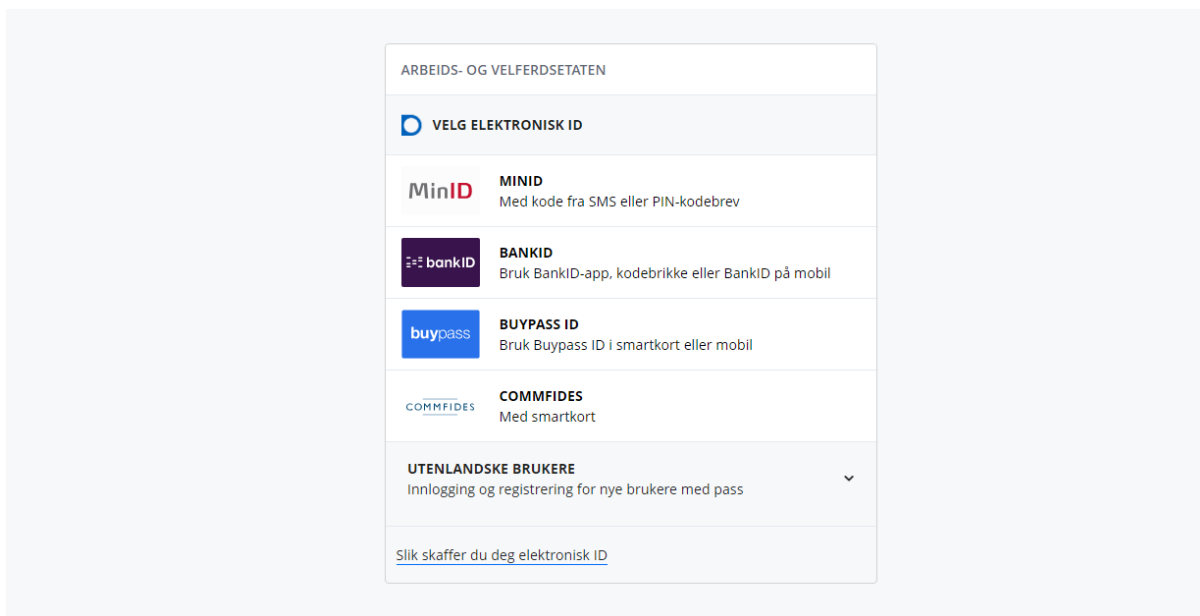 ARBEIDS- OG VELFERDSETATEN
VELG ELEKTRONISK ID
MinID
MINID
Med kode fra SMS eller PIN-kodebrev
bankID
BANKID
Bruk BankID-app, kodebrikke eller BankID på mobil
buypass
BUYPASS ID
Bruk Buypass ID i smartkort eller mobil
COMMFIDES
COMMFIDES
Med smartkort
UTENLANDSKE BRUKERE
Innlogging og registrering for nye brukere med pass
Slik skaffer du deg elektronisk ID